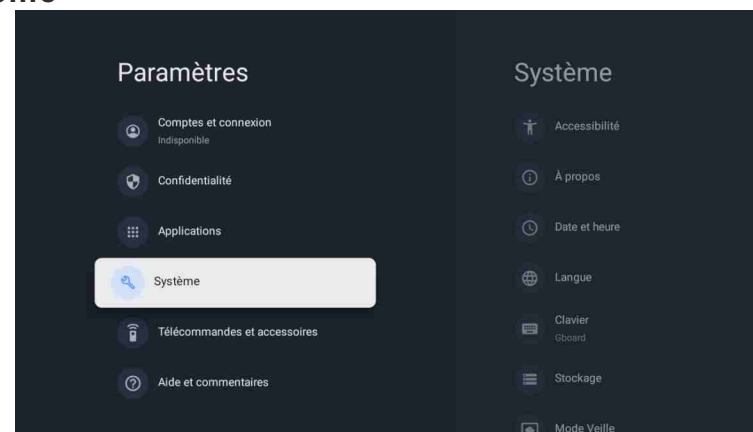 Paramètres
Comptes et connexion
Indisponible
Confidentialité
Applications
Système
Télécommandes et accessoires
Aide et commentaires
Système
Accessibilité
À propos
Date et heure
Langue
Clavier
Gboard
Stockage
Mode Veille